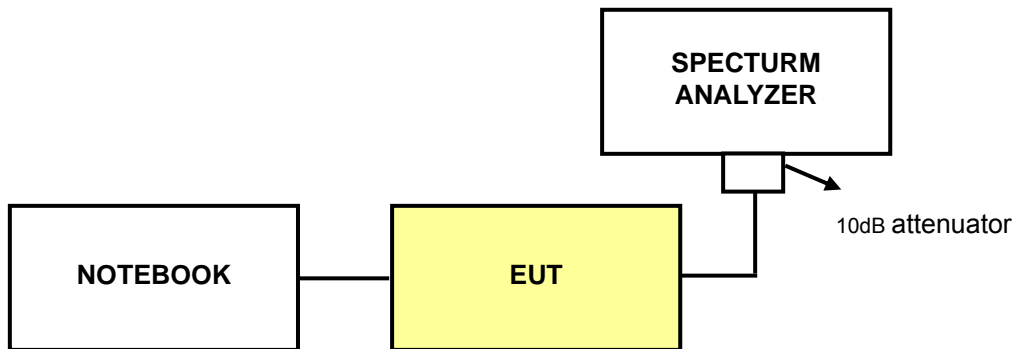 SPECTURM
ANALYZER
10dB attenuator
NOTEBOOK
EUT